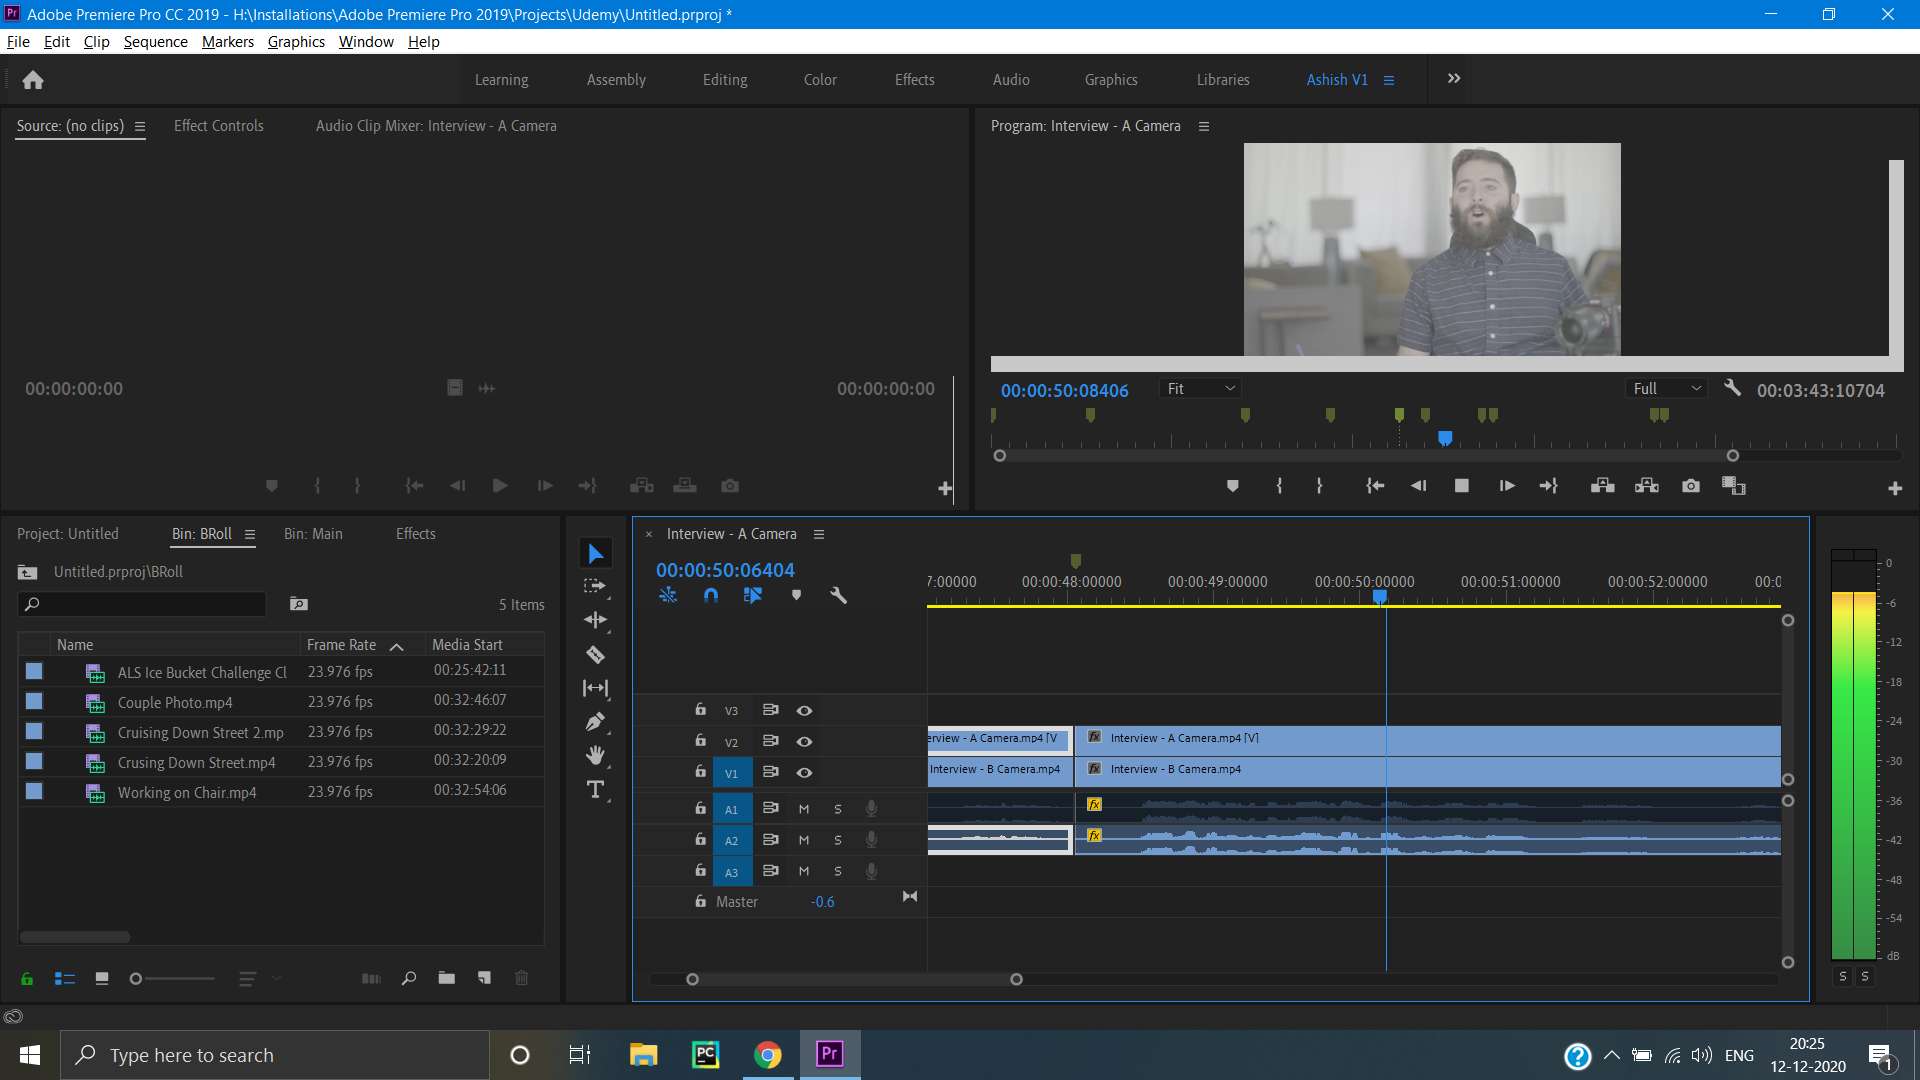 Pr Adobe Premiere Pro CC 2019 - H:\Installations\Adobe Premiere Pro 2019\Projects\Udemy\Untitled.prproj *
File Edit Clip Sequence Markers Graphics Window Help
Learning Assembly Editing Color Effects Audio Graphics Libraries Ashish V1
Source: (no clips) Effect Controls Audio Clip Mixer: Interview - A Camera
00:00:00:00 00:00:00:00
Program: Interview - A Camera
00:00:50:08406 Fit Full 00:03:43:10704
Project: Untitled Bin: BRoll Bin: Main Effects
Untitled.prproj\BRoll
5 Items
Name Frame Rate Media Start
ALS Ice Bucket Challenge Cl 23.976 fps 00:25:42:11
Couple Photo.mp4 23.976 fps 00:32:46:07
Cruising Down Street 2.mp 23.976 fps 00:32:29:22
Crusing Down Street.mp4 23.976 fps 00:32:20:09
Working on Chair.mp4 23.976 fps 00:32:54:06
T
× Interview - A Camera
00:00:50:06404
7:00000 00:00:48:00000 00:00:49:00000 00:00:50:00000 00:00:51:00000 00:00:52:00000 00:0
V3
V2 erview - A Camera.mp4 [V fx Interview - A Camera.mp4 [V]
V1 Interview - B Camera.mp4 fx Interview - B Camera.mp4
A1 M S fx
A2 M S fx
A3 M S
Master -0.6
0
-6
-12
-18
-24
-30
-36
-42
-48
-54
dB
S S
Type here to search
PC
Pr
ENG
20:25
12-12-2020
1